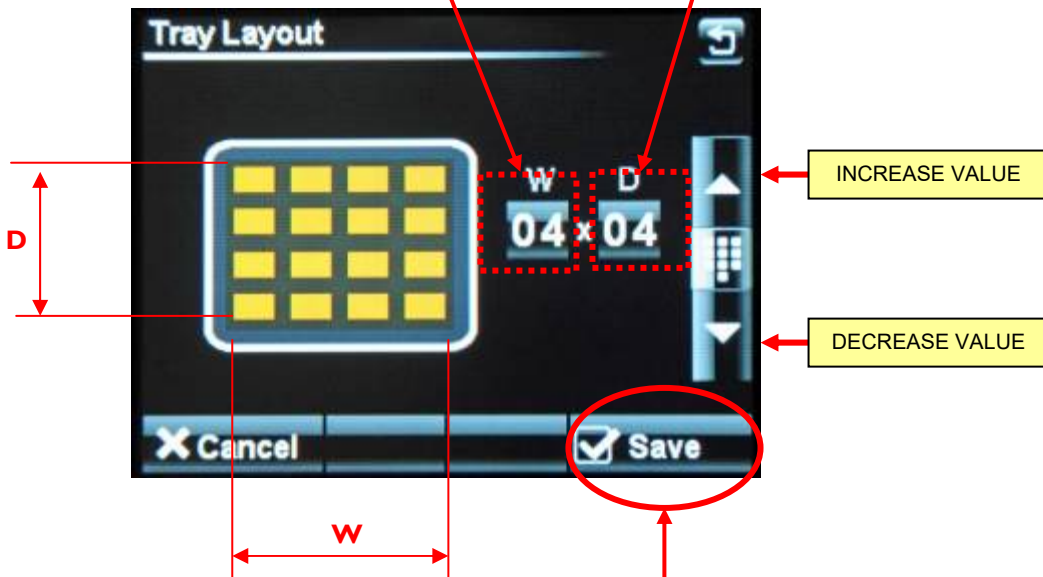 Tray Layout
INCREASE VALUE
W D
04 x 04
D
DECREASE VALUE
Cancel Save
W